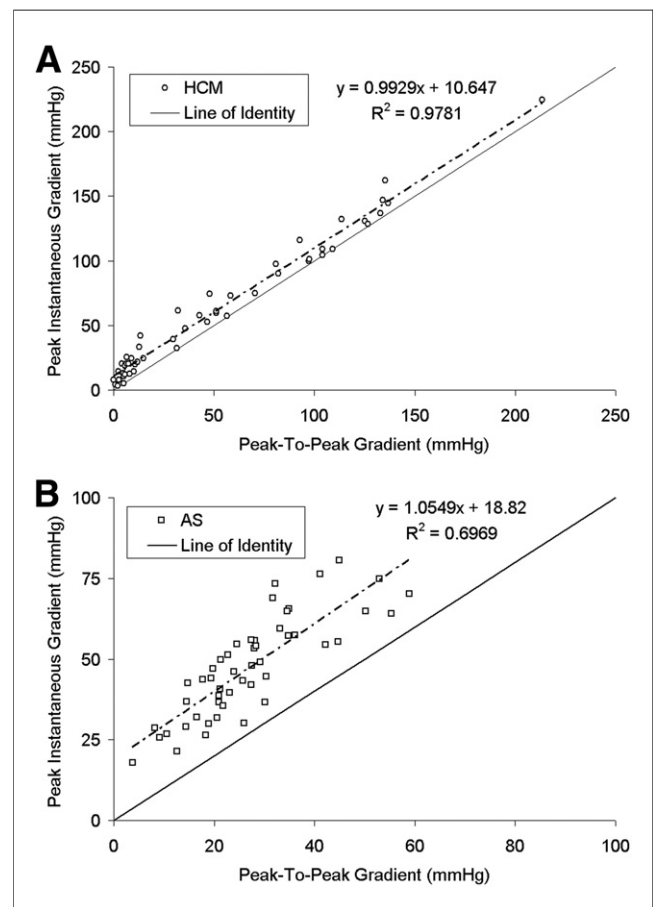 A
250
200
150
100
50
0
Peak Instantaneous Gradient (mmHg)
HCM
Line of Identity
y = 0.9929x + 10.647
R² = 0.9781
0 50 100 150 200 250
Peak-To-Peak Gradient (mmHg)
B
100
75
50
25
0
Peak Instantaneous Gradient (mmHg)
AS
Line of Identity
y = 1.0549x + 18.82
R² = 0.6969
0 20 40 60 80 100
Peak-To-Peak Gradient (mmHg)